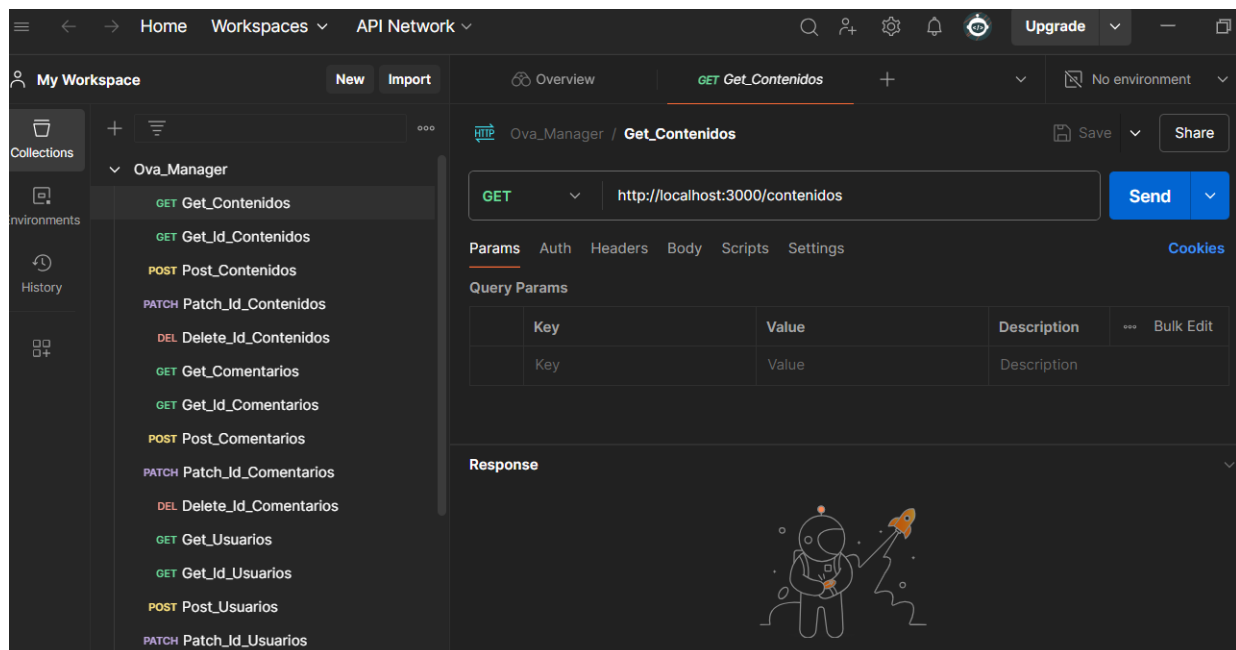 Home Workspaces API Network Upgrade
My Workspace New Import
Overview GET Get_Contenidos No environment
Collections
Environments
History
Ova_Manager
GET Get_Contenidos
GET Get_Id_Contenidos
POST Post_Contenidos
PATCH Patch_Id_Contenidos
DEL Delete_Id_Contenidos
GET Get_Comentarios
GET Get_Id_Comentarios
POST Post_Comentarios
PATCH Patch_Id_Comentarios
DEL Delete_Id_Comentarios
GET Get_Usuarios
GET Get_Id_Usuarios
POST Post_Usuarios
PATCH Patch_Id_Usuarios
HTTP Ova_Manager / Get_Contenidos Save Share
GET http://localhost:3000/contenidos Send
Params Auth Headers Body Scripts Settings Cookies
Query Params
Key Value Description Bulk Edit
Key Value Description
Response